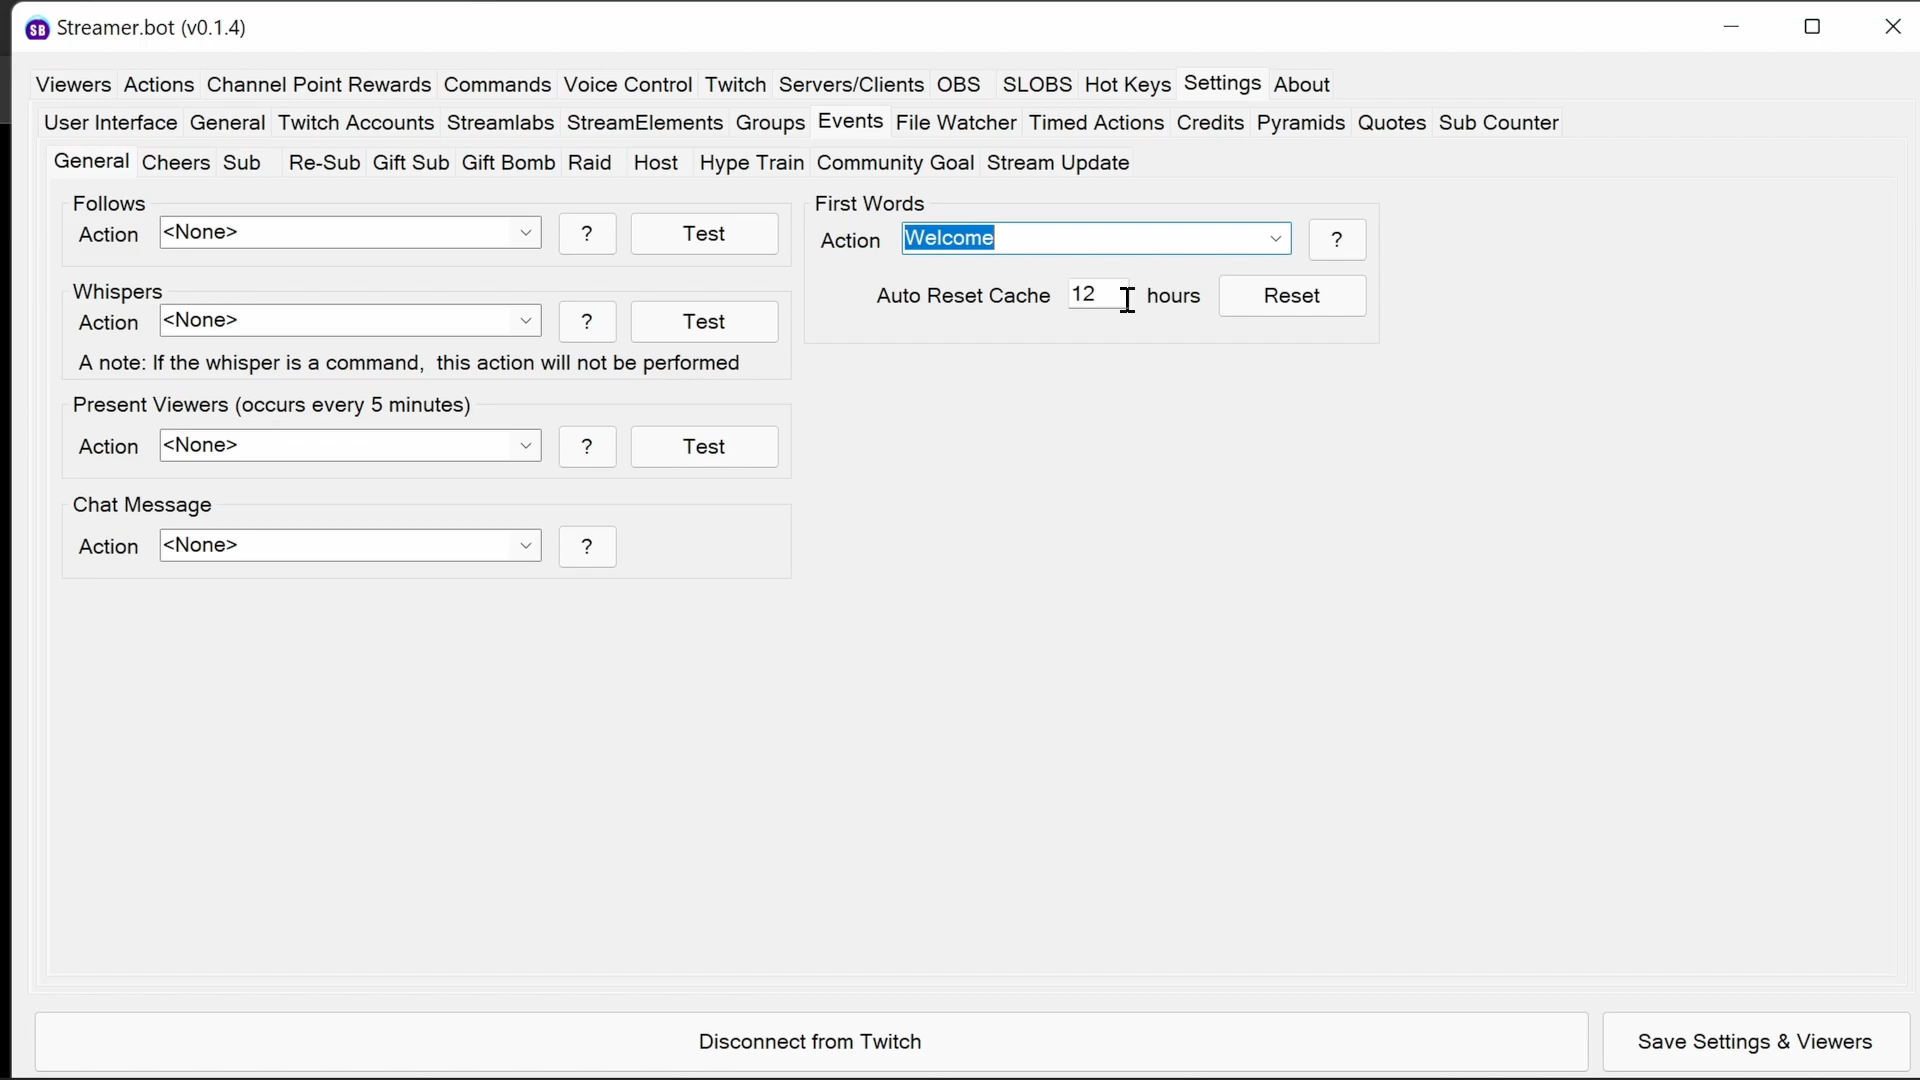 SB Streamer.bot (v0.1.4)
Viewers Actions Channel Point Rewards Commands Voice Control Twitch Servers/Clients OBS SLOBS Hot Keys Settings About
User Interface General Twitch Accounts Streamlabs StreamElements Groups Events File Watcher Timed Actions Credits Pyramids Quotes Sub Counter
General Cheers Sub Re-Sub Gift Sub Gift Bomb Raid Host Hype Train Community Goal Stream Update
Follows
Action <None> ? Test
Whispers
Action <None> ? Test
A note: If the whisper is a command, this action will not be performed
Present Viewers (occurs every 5 minutes)
Action <None> ? Test
Chat Message
Action <None> ?
First Words
Action Welcome ?
Auto Reset Cache 12 hours Reset
Disconnect from Twitch Save Settings & Viewers